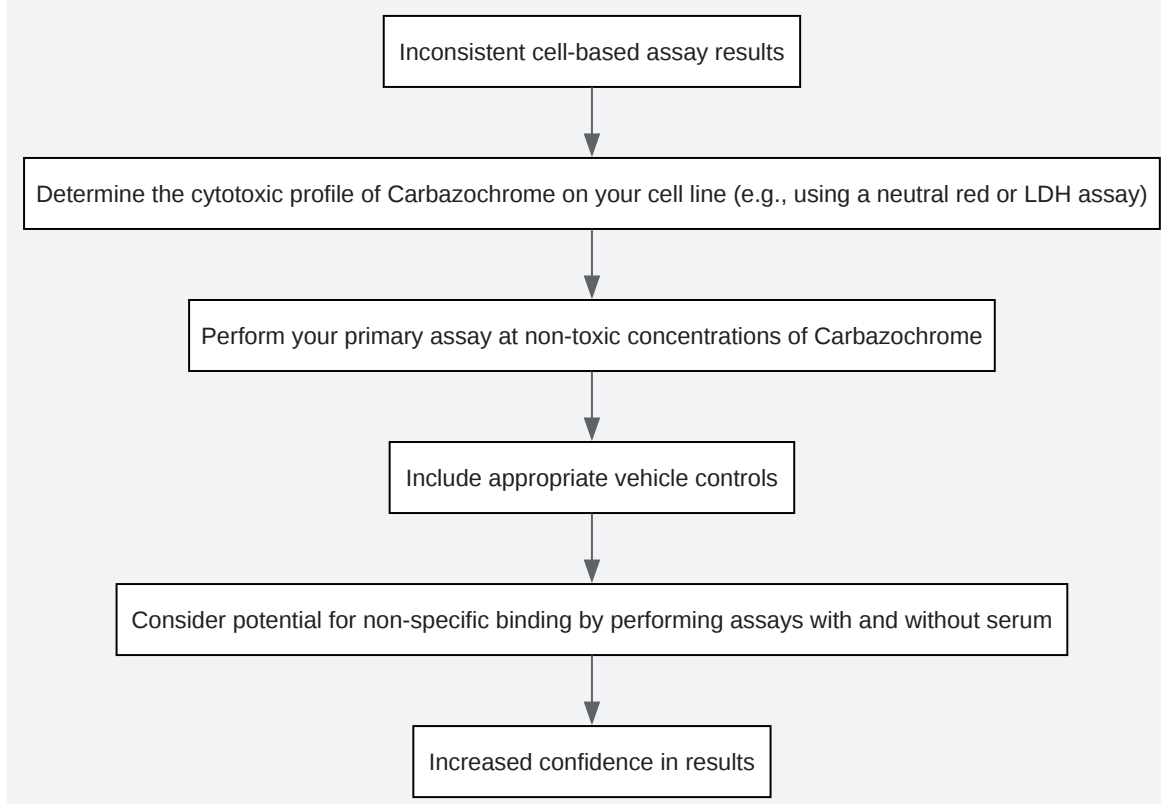 Inconsistent cell-based assay results
Determine the cytotoxic profile of Carbazochrome on your cell line (e.g., using a neutral red or LDH assay)
Perform your primary assay at non-toxic concentrations of Carbazochrome
Include appropriate vehicle controls
Consider potential for non-specific binding by performing assays with and without serum
Increased confidence in results